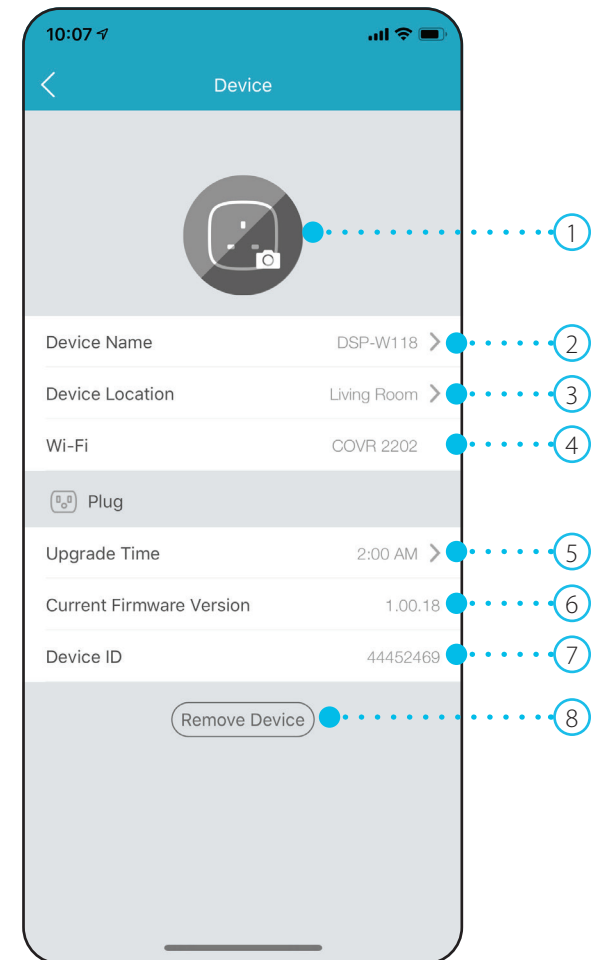 10:07
Device
1
Device Name DSP-W118 2
Device Location Living Room 3
Wi-Fi COVR 2202 4
Plug
Upgrade Time 2:00 AM 5
Current Firmware Version 1.00.18 6
Device ID 44452469 7
Remove Device 8